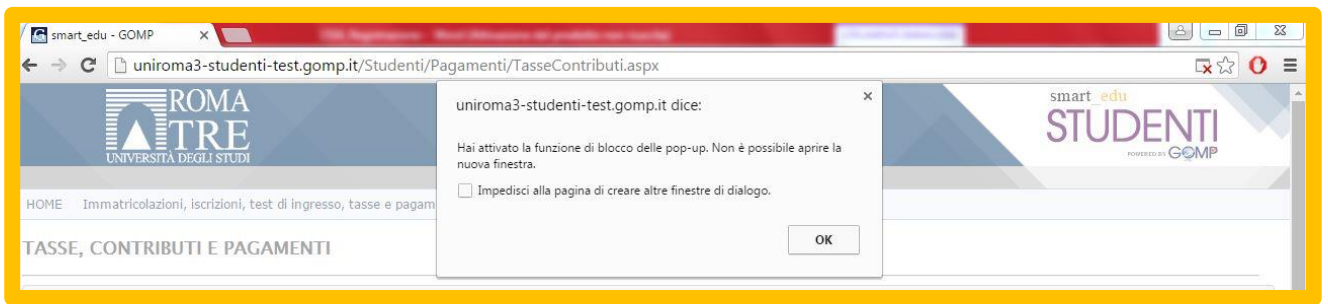 smart_edu - GOMP
uniroma3-studenti-test.gomp.it/Studenti/Pagamenti/TasseContributi.aspx
ROMA
TRE
UNIVERSITÀ DEGLI STUDI
uniroma3-studenti-test.gomp.it dice:
Hai attivato la funzione di blocco delle pop-up. Non è possibile aprire la
nuova finestra.
Impedisci alla pagina di creare altre finestre di dialogo.
OK
smart_edu
STUDENTI
POWERED BY GOMP
HOME Immatricolazioni, iscrizioni, test di ingresso, tasse e pagam
TASSE, CONTRIBUTI E PAGAMENTI